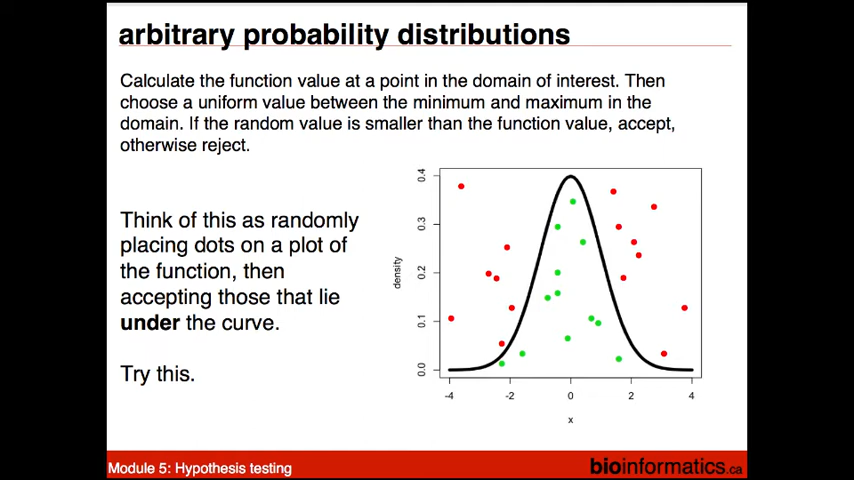 arbitrary probability distributions
Calculate the function value at a point in the domain of interest. Then
choose a uniform value between the minimum and maximum in the
domain. If the random value is smaller than the function value, accept,
otherwise reject.
Think of this as randomly
placing dots on a plot of
the function, then
accepting those that lie
under the curve.
Try this.
density
0.4
0.3
0.2
0.1
0.0
-4 -2 0 2 4
x
Module 5: Hypothesis testing
bioinformatics.ca